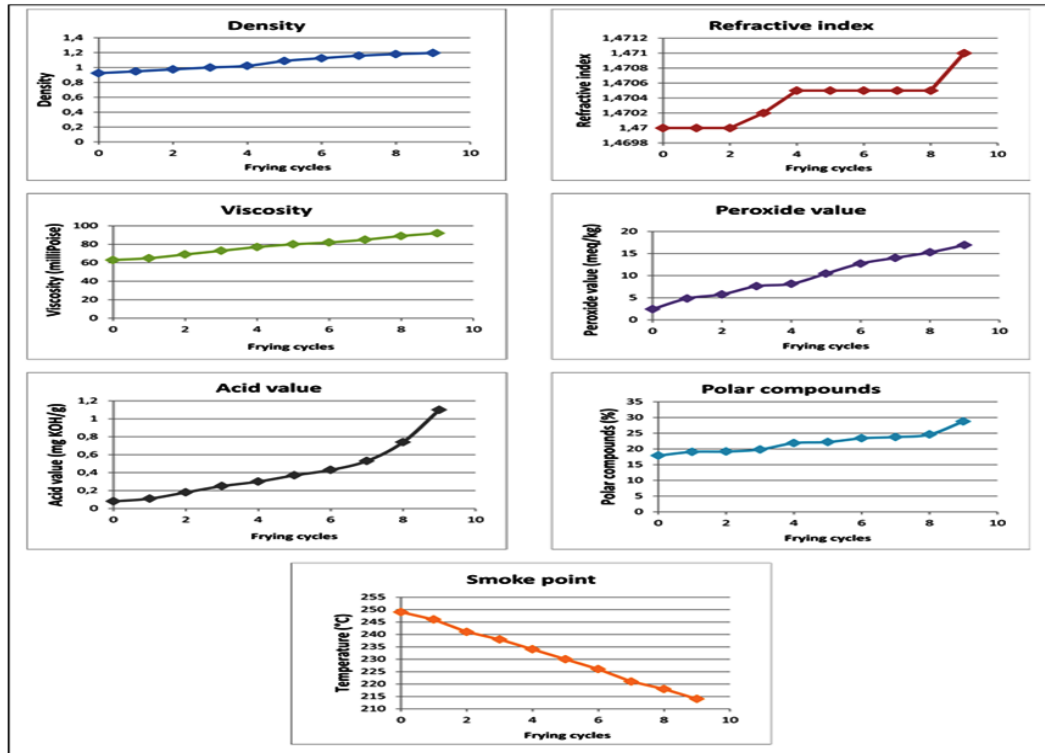 Density
1,4
1,2
1
0,8
0,6
0,4
0,2
0
Density
0 2 4 6 8 10
Frying cycles
Refractive index
1,4712
1,471
1,4708
1,4706
1,4704
1,4702
1,47
1,4698
Refractive index
0 2 4 6 8 10
Frying cycles
Viscosity
100
80
60
40
20
0
Viscosity (milliPoise)
0 2 4 6 8 10
Frying cycles
Peroxide value
20
15
10
5
0
Peroxide value (meq/kg)
0 2 4 6 8 10
Frying cycles
Acid value
1,2
1
0,8
0,6
0,4
0,2
0
Acid value (mg KOH/g)
0 2 4 6 8 10
Frying cycles
Polar compounds
35
30
25
20
15
10
5
0
Polar compounds (%)
0 2 4 6 8 10
Frying cycles
Smoke point
255
250
245
240
235
230
225
220
215
210
Temperature (°C)
0 2 4 6 8 10
Frying cycles